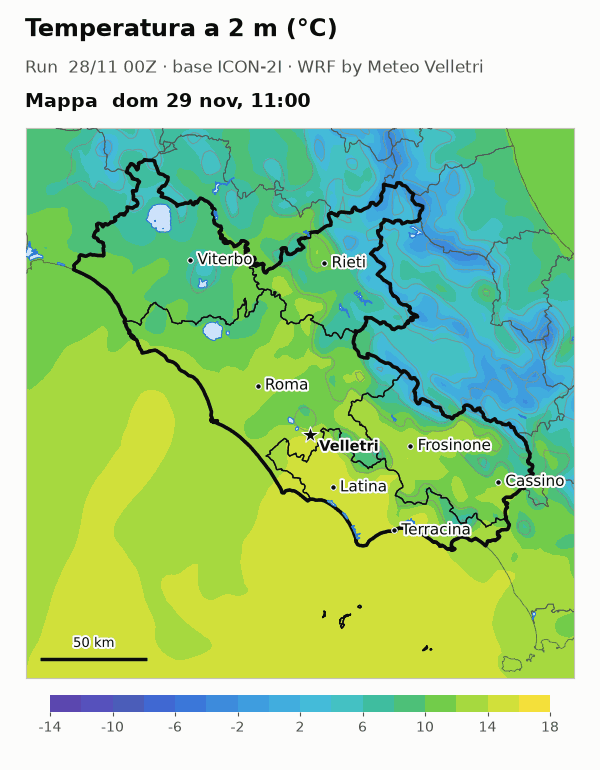 Temperatura a 2 m (°C)
Run  28/11 00Z · base ICON-2I · WRF by Meteo Velletri
Mappa  dom 29 nov, 11:00
Viterbo
Rieti
Roma
Velletri
Frosinone
Latina
Cassino
Terracina
50 km
-14 -10 -6 -2 2 6 10 14 18